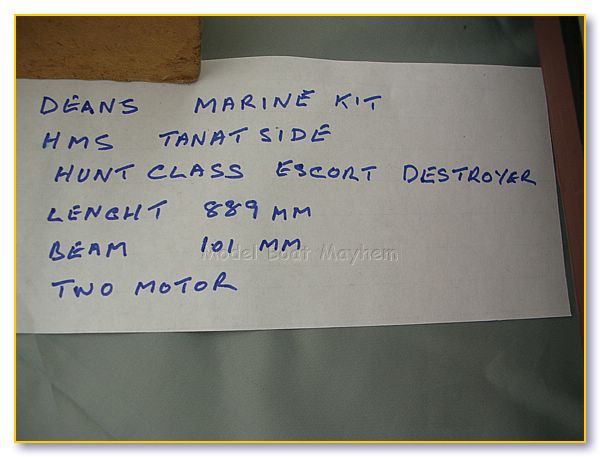 DEANS MARINE KIT
HMS TANATSIDE
HUNT CLASS ESCORT DESTROYER
LENGHT 889 MM
BEAM 101 MM
Model Boat Mayhem
TWO MOTOR